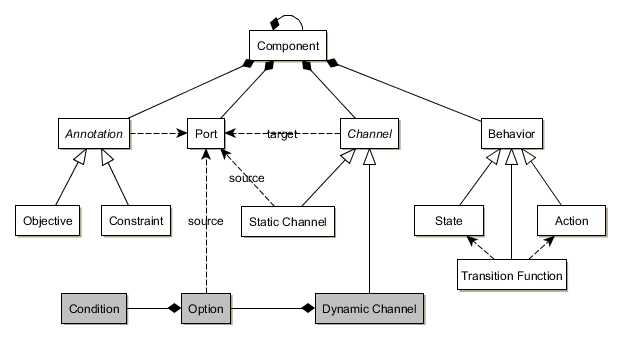 Component
Annotation
Port
target
Channel
Behavior
source
Objective
Constraint
source
Static Channel
State
Action
Transition Function
Condition
Option
Dynamic Channel